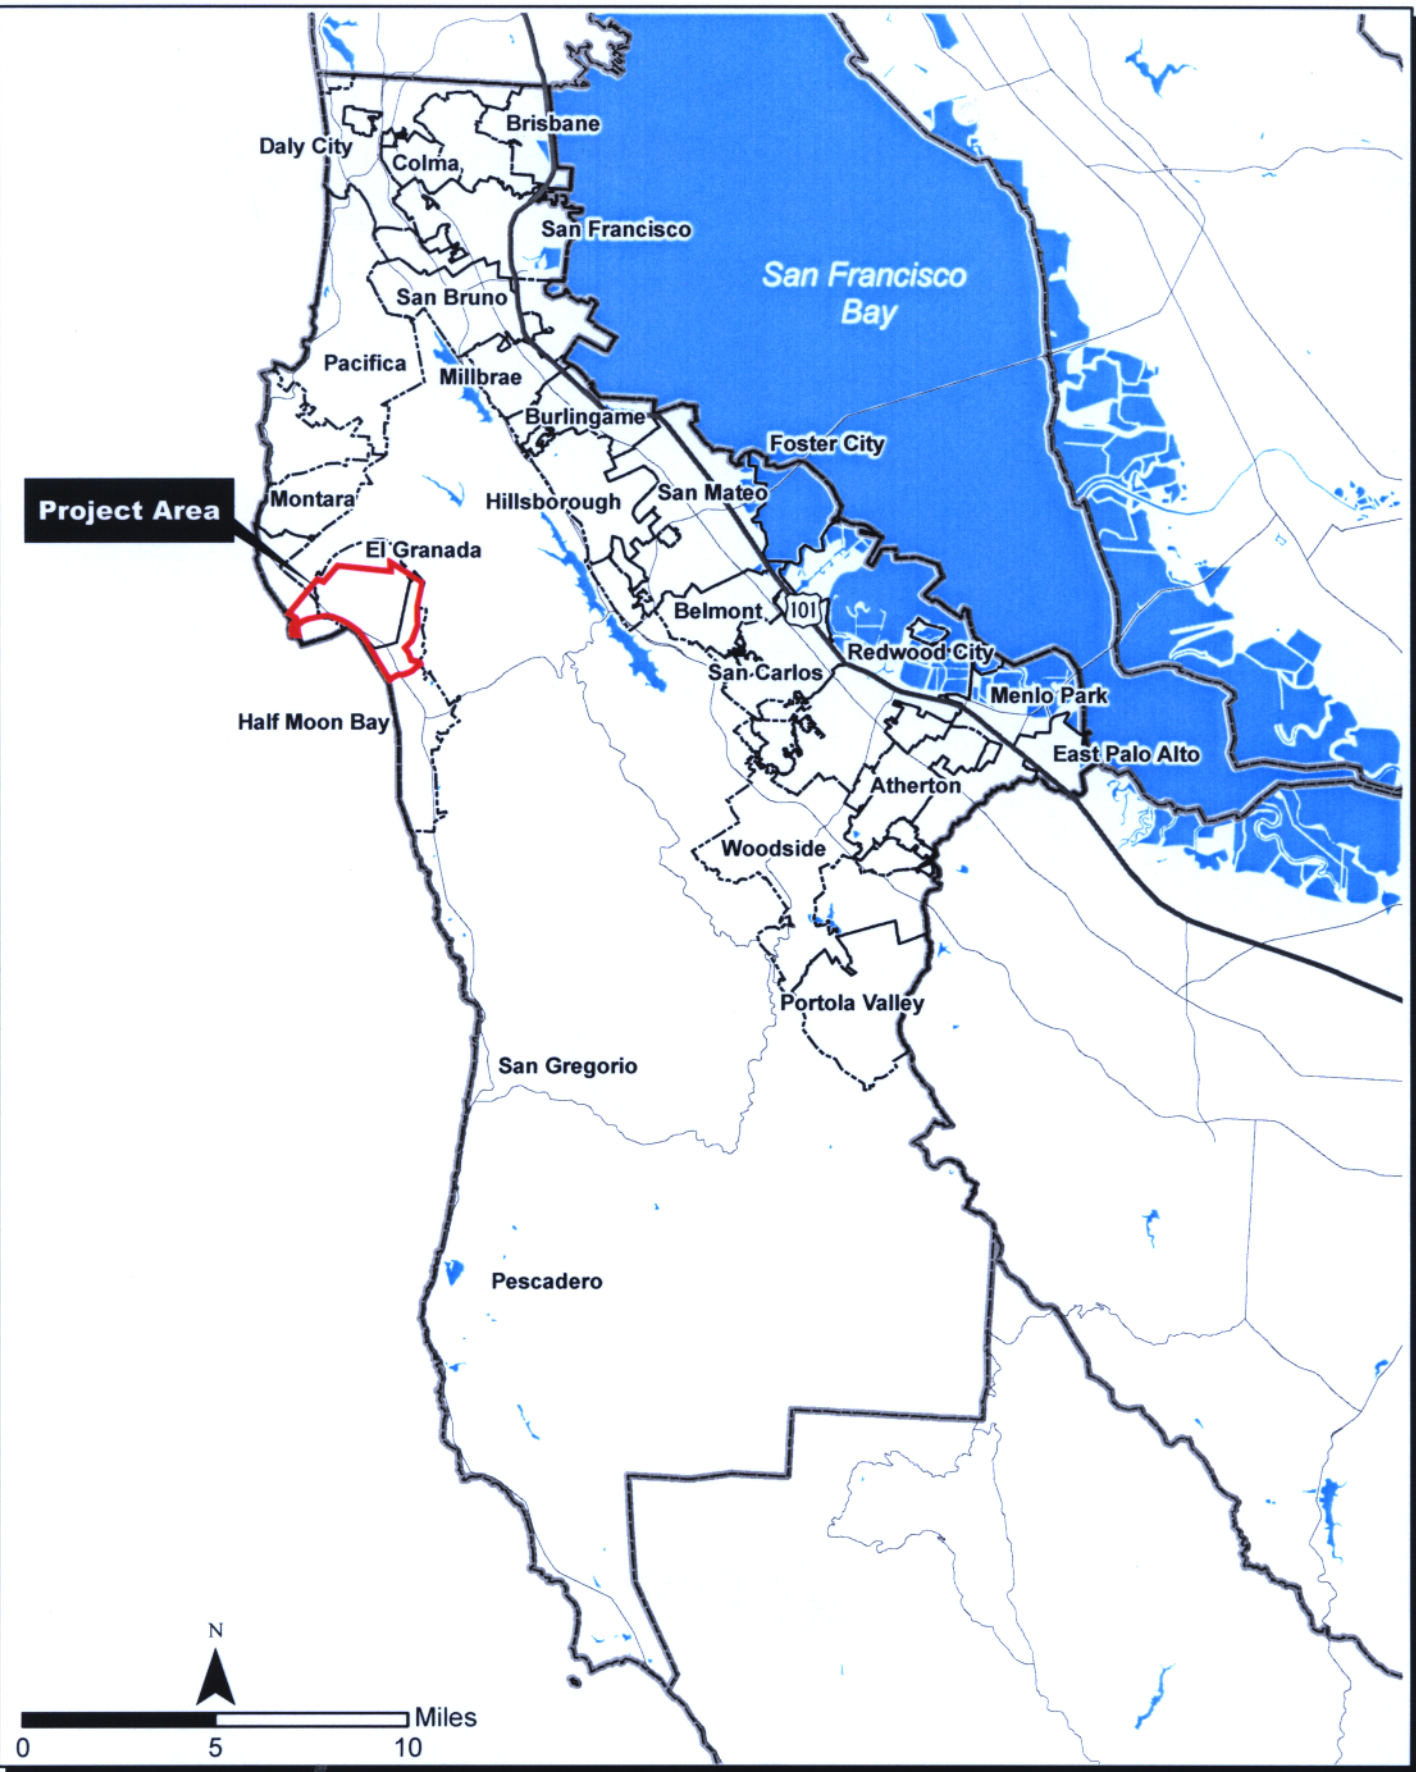 Brisbane
Daly City
Colma
San Francisco
San Francisco
Bay
San Bruno
Pacifica
Millbrae
Burlingame
Foster City
San Mateo
Montara
Hillsborough
Project Area
El Granada
Belmont
101
Redwood City
San Carlos
Menlo Park
Half Moon Bay
East Palo Alto
Atherton
Woodside
Portola Valley
San Gregorio
Pescadero
N
Miles
0 5 10